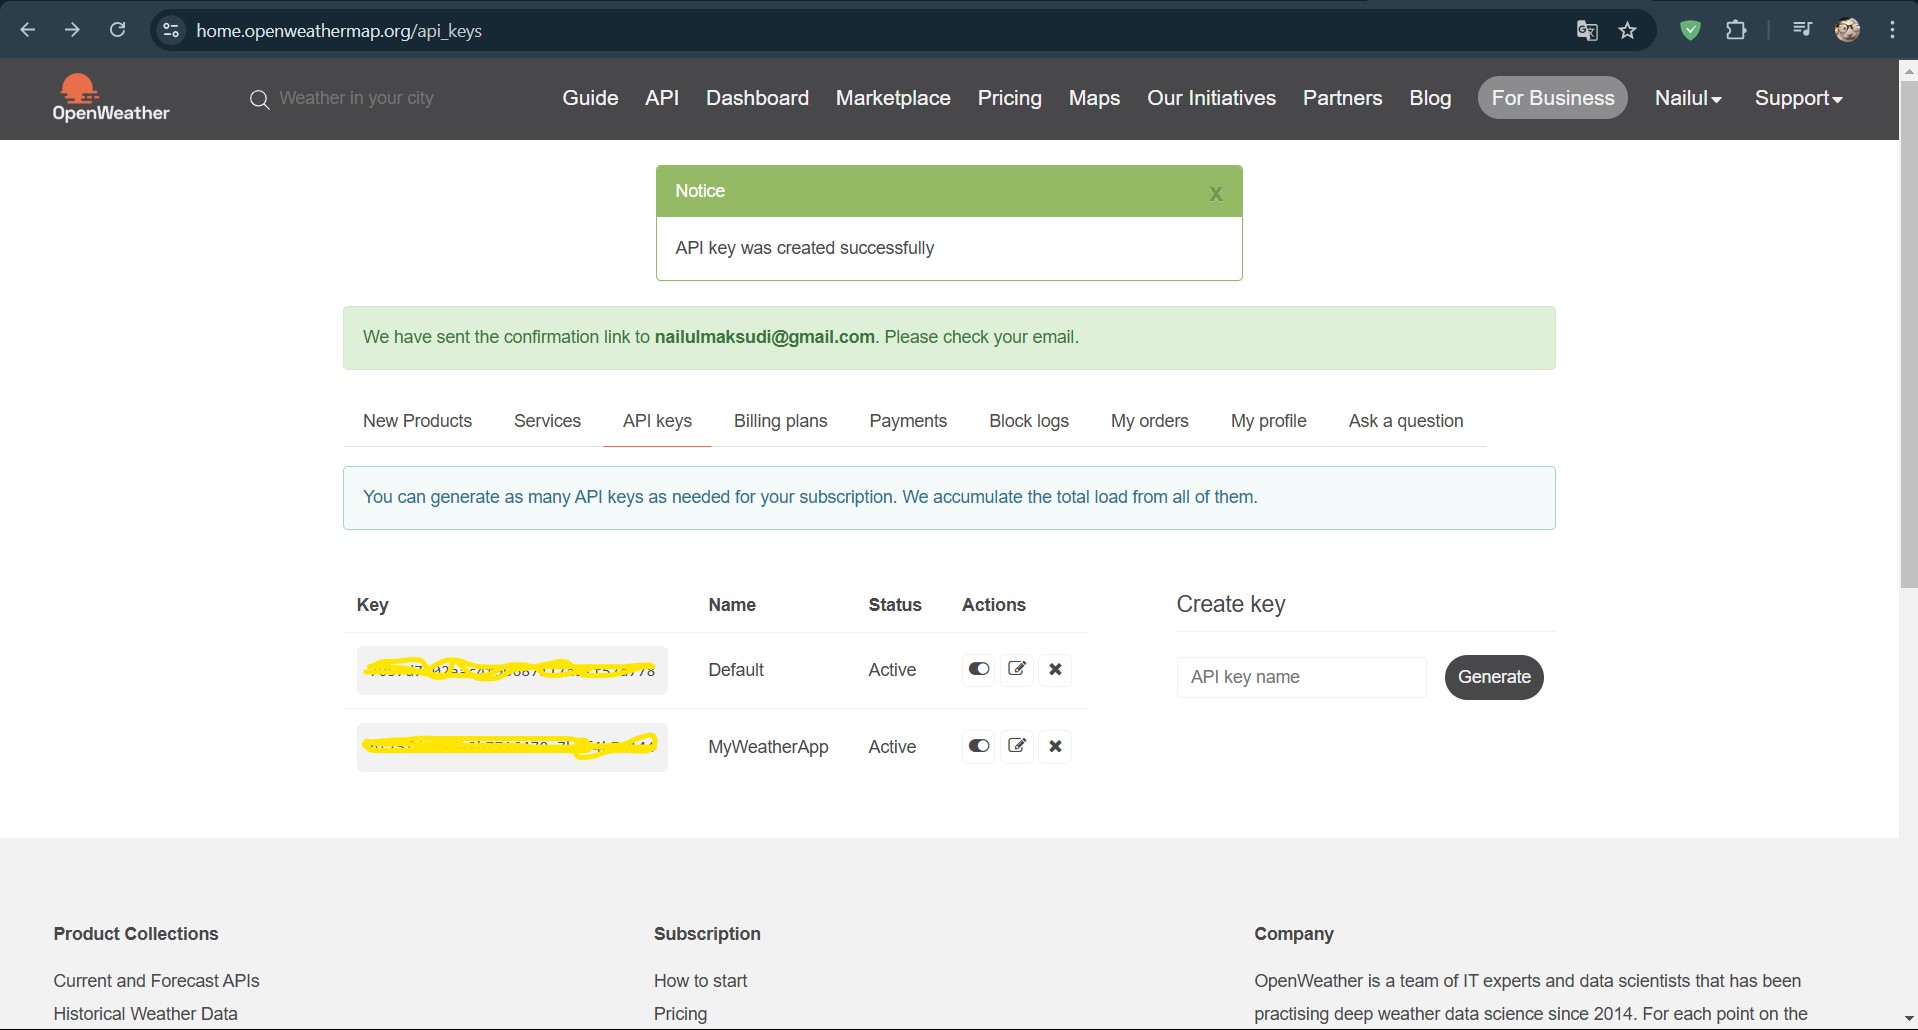 home.openweathermap.org/api_keys
OpenWeather
Weather in your city
Guide API Dashboard Marketplace Pricing Maps Our Initiatives Partners Blog For Business Nailul Support
Notice
x
API key was created successfully
We have sent the confirmation link to nailulmaksudi@gmail.com. Please check your email.
New Products Services API keys Billing plans Payments Block logs My orders My profile Ask a question
You can generate as many API keys as needed for your subscription. We accumulate the total load from all of them.
Key Name Status Actions
Default Active
MyWeatherApp Active
Create key
API key name Generate
Product Collections
Current and Forecast APIs
Historical Weather Data
Subscription
How to start
Pricing
Company
OpenWeather is a team of IT experts and data scientists that has been
practising deep weather data science since 2014. For each point on the